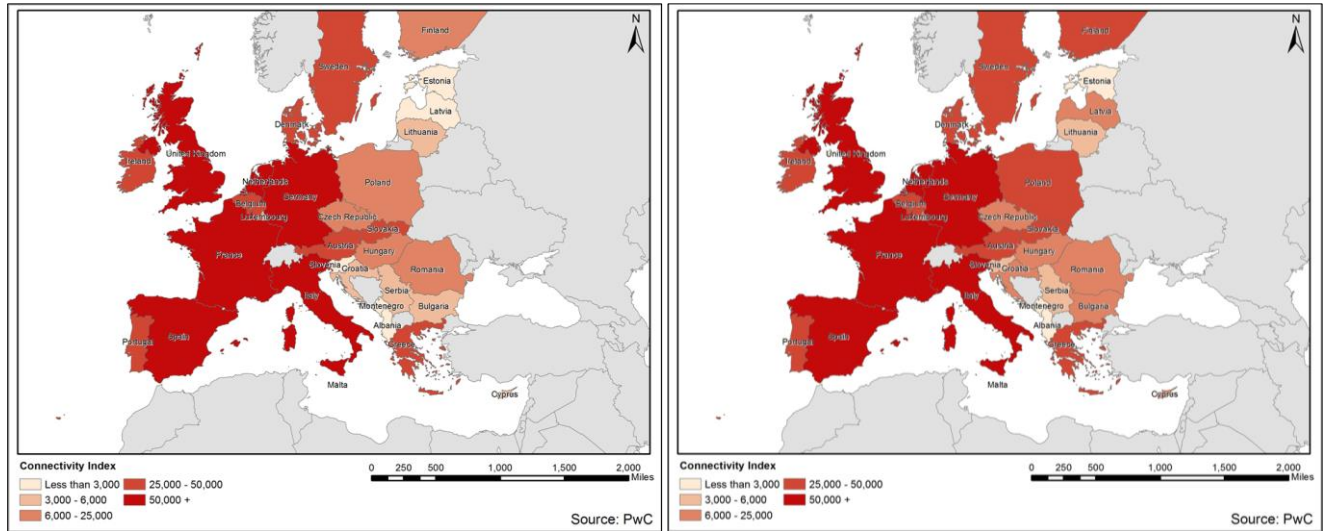 N
Finland
Sweden
Estonia
Latvia
Denmark
Lithuania
Ireland
United Kingdom
Netherlands
Poland
Germany
Belgium
Luxembourg
Czech Republic
Slovakia
France
Austria
Hungary
Slovenia
Croatia
Romania
Serbia
Italy
Montenegro
Bulgaria
Albania
Portugal
Spain
Greece
Malta
Cyprus
Connectivity Index
Less than 3,000
25,000 - 50,000
3,000 - 6,000
50,000 +
6,000 - 25,000
0 250 500 1,000 1,500 2,000
Miles
Source: PwC
N
Finland
Sweden
Estonia
Latvia
Denmark
Lithuania
Ireland
United Kingdom
Netherlands
Poland
Germany
Belgium
Luxembourg
Czech Republic
Slovakia
France
Austria
Hungary
Slovenia
Croatia
Romania
Serbia
Italy
Montenegro
Bulgaria
Albania
Portugal
Spain
Greece
Malta
Cyprus
Connectivity Index
Less than 3,000
25,000 - 50,000
3,000 - 6,000
50,000 +
6,000 - 25,000
0 250 500 1,000 1,500 2,000
Miles
Source: PwC